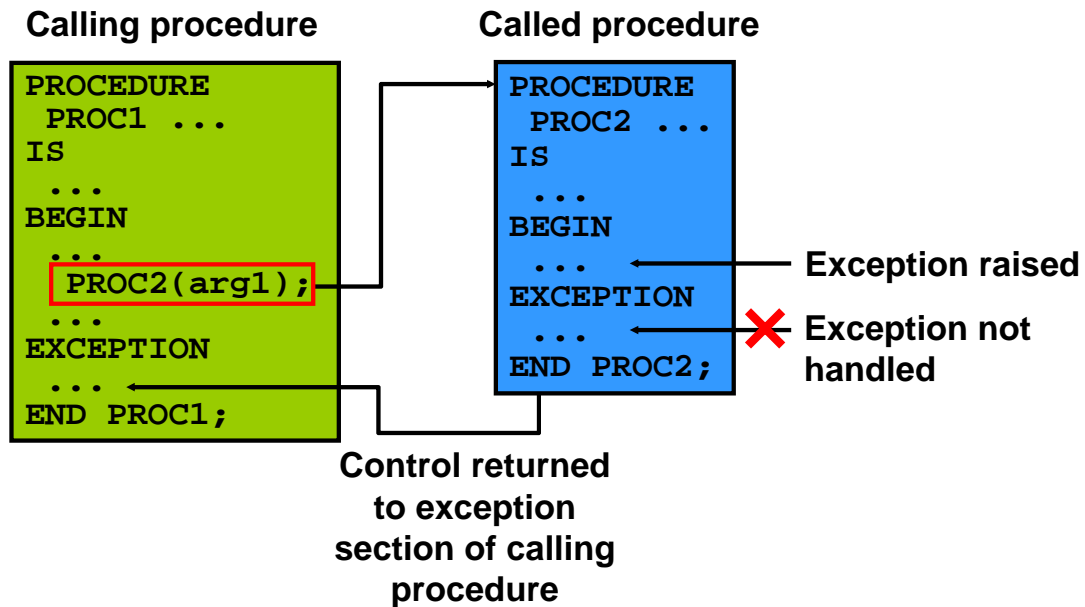 Calling procedure
PROCEDURE
PROC1 ...
IS
...
BEGIN
...
PROC2(arg1);
...
EXCEPTION
...
END PROC1;
Called procedure
PROCEDURE
PROC2 ...
IS
...
BEGIN
...
EXCEPTION
...
END PROC2;
Exception raised
Exception not
handled
Control returned
to exception
section of calling
procedure